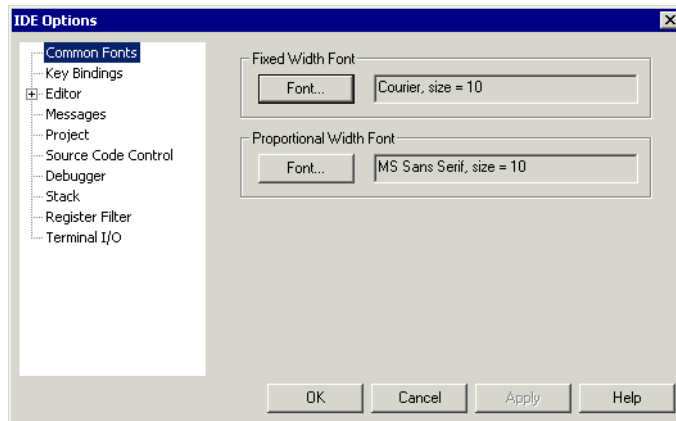 IDE Options
Common Fonts
Key Bindings
Editor
Messages
Project
Source Code Control
Debugger
Stack
Register Filter
Terminal I/O
Fixed Width Font
Font...
Courier, size = 10
Proportional Width Font
Font...
MS Sans Serif, size = 10
OK
Cancel
Apply
Help